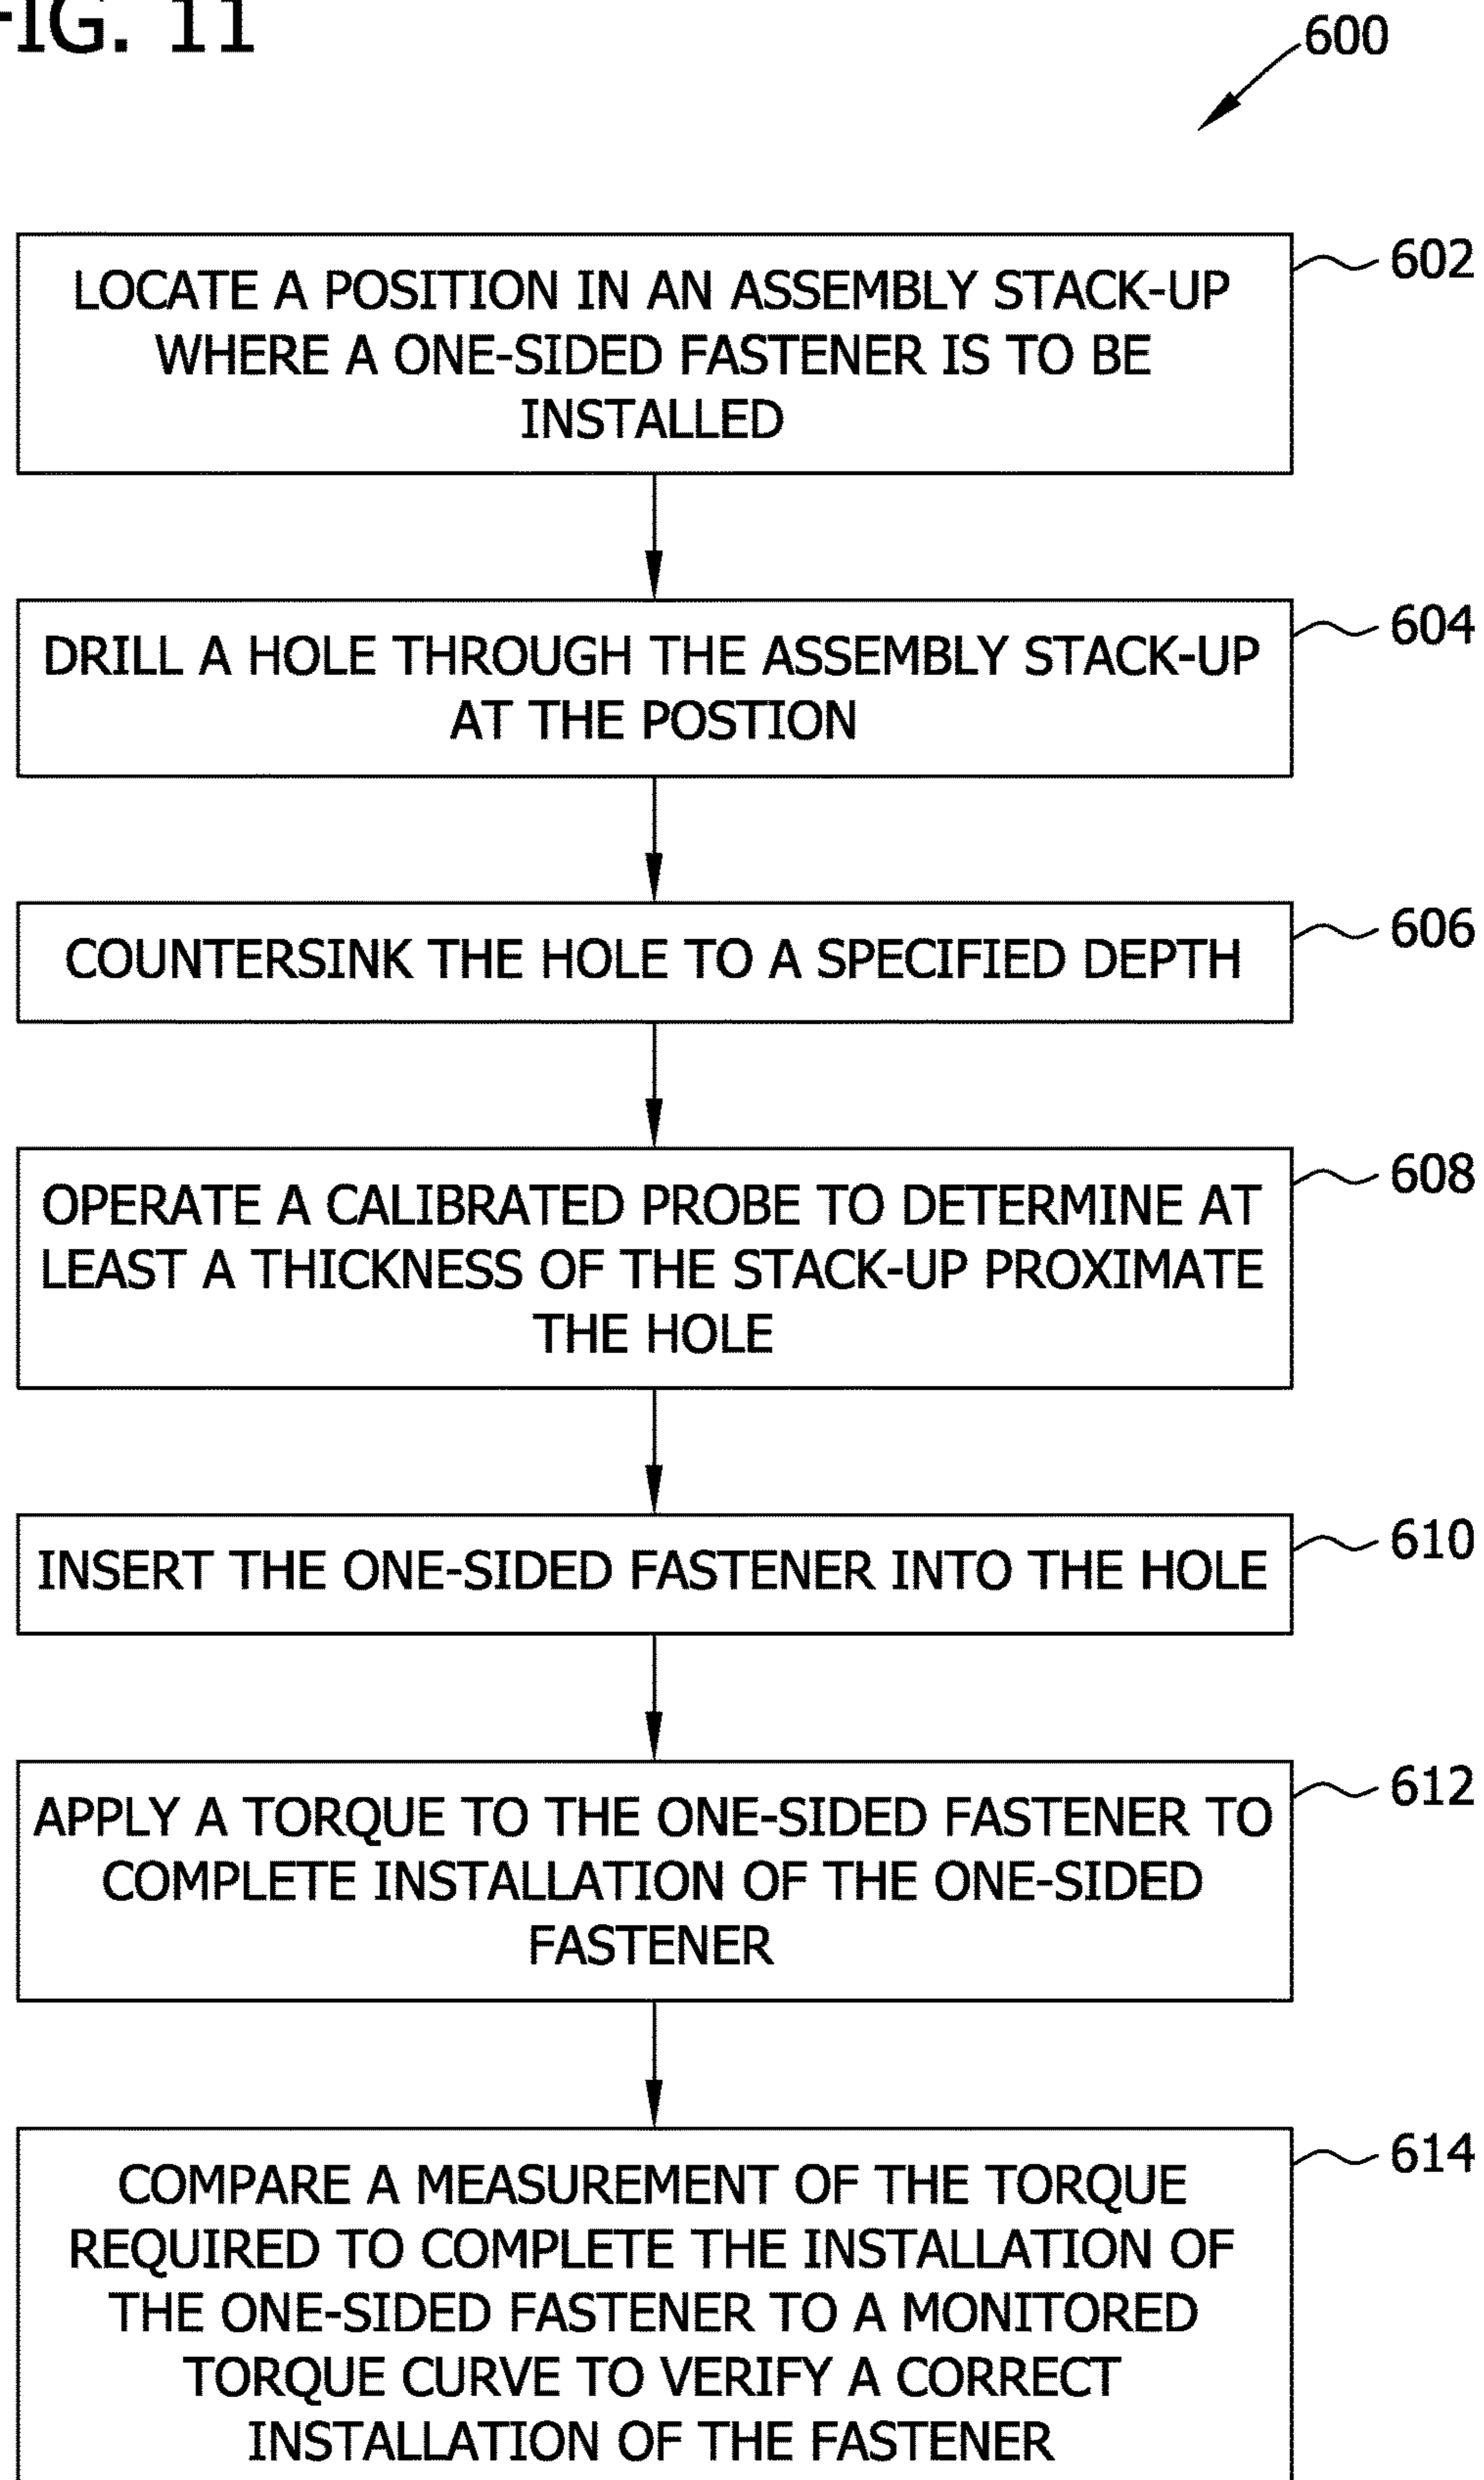 FIG. 11
600
LOCATE A POSITION IN AN ASSEMBLY STACK-UP
WHERE A ONE-SIDED FASTENER IS TO BE
INSTALLED
602
DRILL A HOLE THROUGH THE ASSEMBLY STACK-UP
AT THE POSTION
604
COUNTERSINK THE HOLE TO A SPECIFIED DEPTH
606
OPERATE A CALIBRATED PROBE TO DETERMINE AT
LEAST A THICKNESS OF THE STACK-UP PROXIMATE
THE HOLE
608
INSERT THE ONE-SIDED FASTENER INTO THE HOLE
610
APPLY A TORQUE TO THE ONE-SIDED FASTENER TO
COMPLETE INSTALLATION OF THE ONE-SIDED
FASTENER
612
COMPARE A MEASUREMENT OF THE TORQUE
REQUIRED TO COMPLETE THE INSTALLATION OF
THE ONE-SIDED FASTENER TO A MONITORED
TORQUE CURVE TO VERIFY A CORRECT
INSTALLATION OF THE FASTENER
614